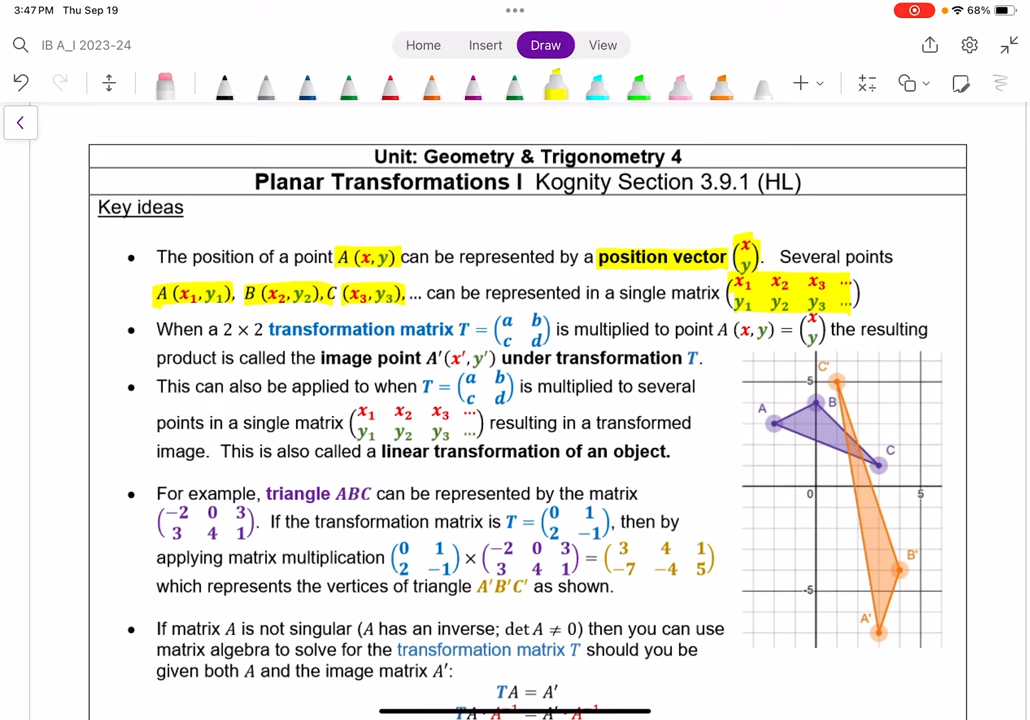 3:47 PM Thu Sep 19
68%
IB A_I 2023-24
Home Insert Draw View
Unit: Geometry & Trigonometry 4
Planar Transformations I Kognity Section 3.9.1 (HL)
Key ideas
• The position of a point A (x, y) can be represented by a position vector (x y). Several points
A (x₁, y₁), B (x₂, y₂), C (x₃, y₃), ... can be represented in a single matrix (x₁ x₂ x₃ ... y₁ y₂ y₃ ...)
• When a 2 × 2 transformation matrix T = (a b c d) is multiplied to point A (x, y) = (x y) the resulting
product is called the image point A′(x′, y′) under transformation T.
• This can also be applied to when T = (a b c d) is multiplied to several
points in a single matrix (x₁ x₂ x₃ ... y₁ y₂ y₃ ...) resulting in a transformed
image. This is also called a linear transformation of an object.
• For example, triangle ABC can be represented by the matrix
(−2 0 3 3 4 1). If the transformation matrix is T = (0 1 2 −1), then by
applying matrix multiplication (0 1 2 −1) × (−2 0 3 3 4 1) = (3 4 1 −7 −4 5)
which represents the vertices of triangle A′B′C′ as shown.
• If matrix A is not singular (A has an inverse; det A ≠ 0) then you can use
matrix algebra to solve for the transformation matrix T should you be
given both A and the image matrix A′:
TA = A′
TA · A⁻¹ = A′ · A⁻¹
C'
5
A
B
C
0
5
B'
-5
A'